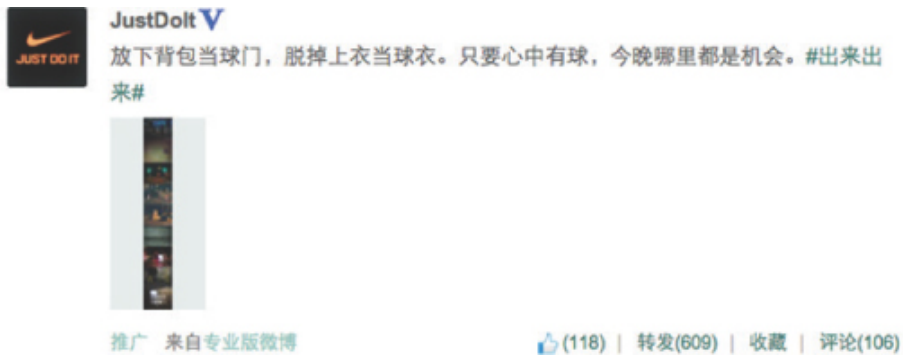 JustDoIt V
JUST DO IT
放下背包当球门，脱掉上衣当球衣。只要心中有球，今晚哪里都是机会。#出来出
来#
推广 来自专业版微博 (118) | 转发(609) | 收藏 | 评论(106)